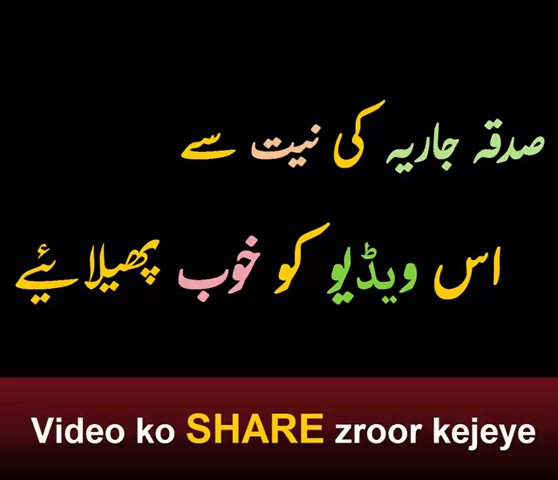 صدقہ جاریہ کی نیت سے
اس ویڈیو کو خوب پھیلائیے
Video ko SHARE zroor kejeye